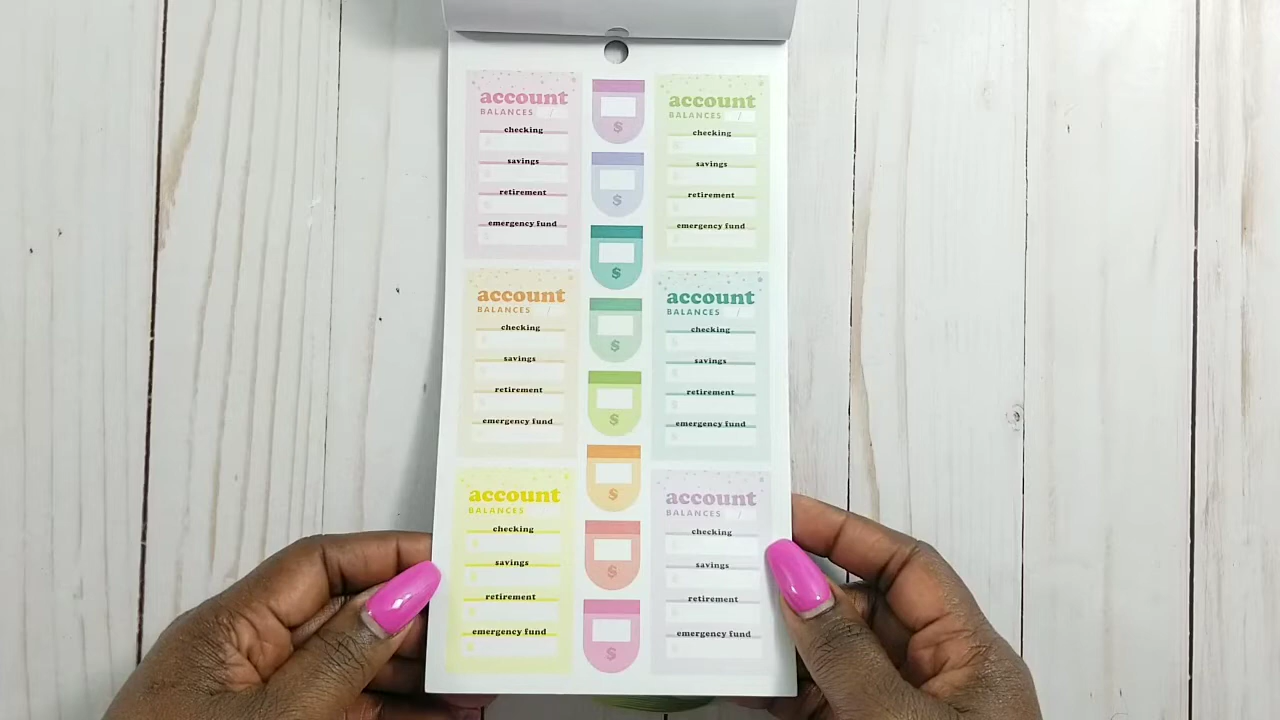 account
BALANCES /
checking
savings
retirement
emergency fund
account
BALANCES /
checking
savings
retirement
emergency fund
account
BALANCES
checking
savings
retirement
emergency fund
$
$
$
$
$
$
$
$
account
BALANCES /
checking
savings
retirement
emergency fund
account
BALANCES /
checking
savings
retirement
emergency fund
account
BALANCES /
checking
savings
retirement
emergency fund